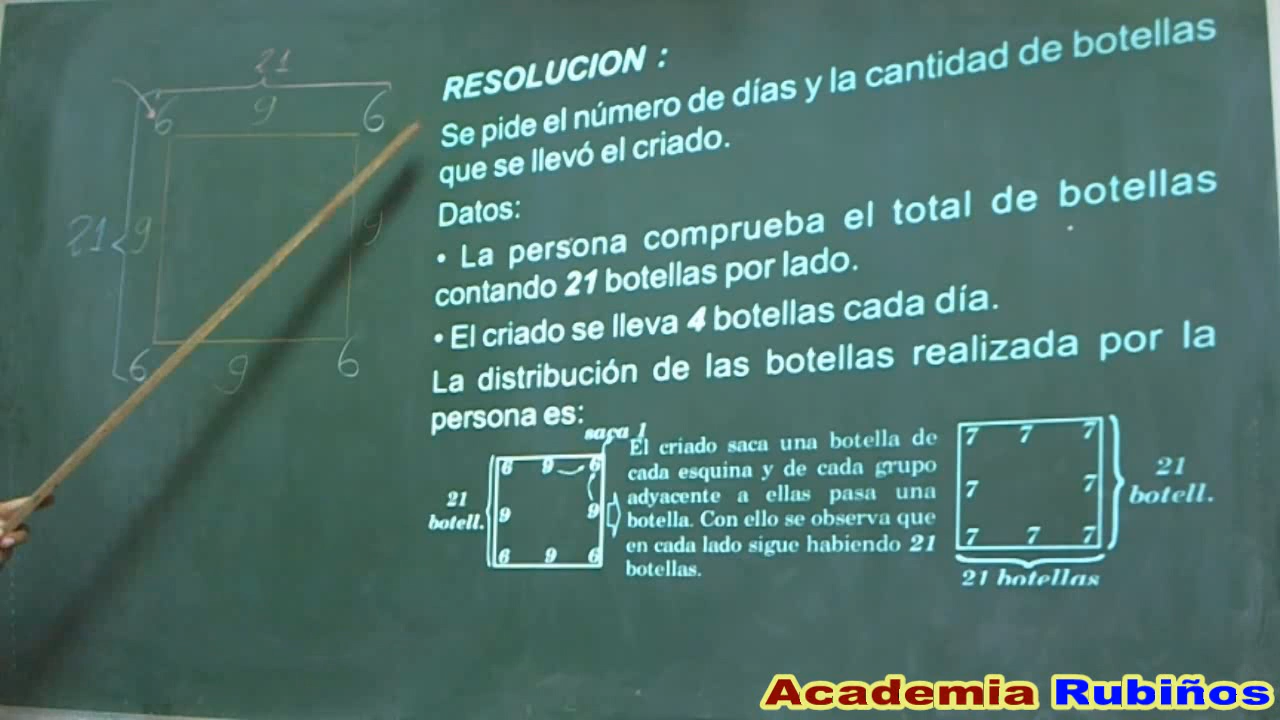 21
6 9 6
21 9 9
6 9 6
RESOLUCION :
Se pide el número de días y la cantidad de botellas
que se llevó el criado.
Datos:
• La persona comprueba el total de botellas
contando 21 botellas por lado.
• El criado se lleva 4 botellas cada día.
La distribución de las botellas realizada por la
persona es:
saca 1
6 9 6
21
botell.
9 9
6 9 6
El criado saca una botella de
cada esquina y de cada grupo
adyacente a ellas pasa una
botella. Con ello se observa que
en cada lado sigue habiendo 21
botellas.
7 7 7
7 7
7 7 7
21
botell.
21 botellas
Academia Rubiños